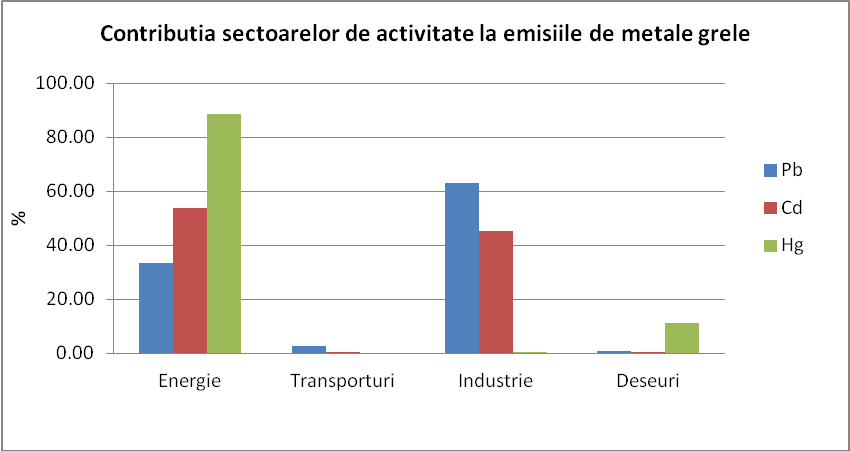 Contributia sectoarelor de activitate la emisiile de metale grele
100.00
80.00
60.00
40.00
20.00
0.00
%
Energie
Transporturi
Industrie
Deseuri
Pb
Cd
Hg